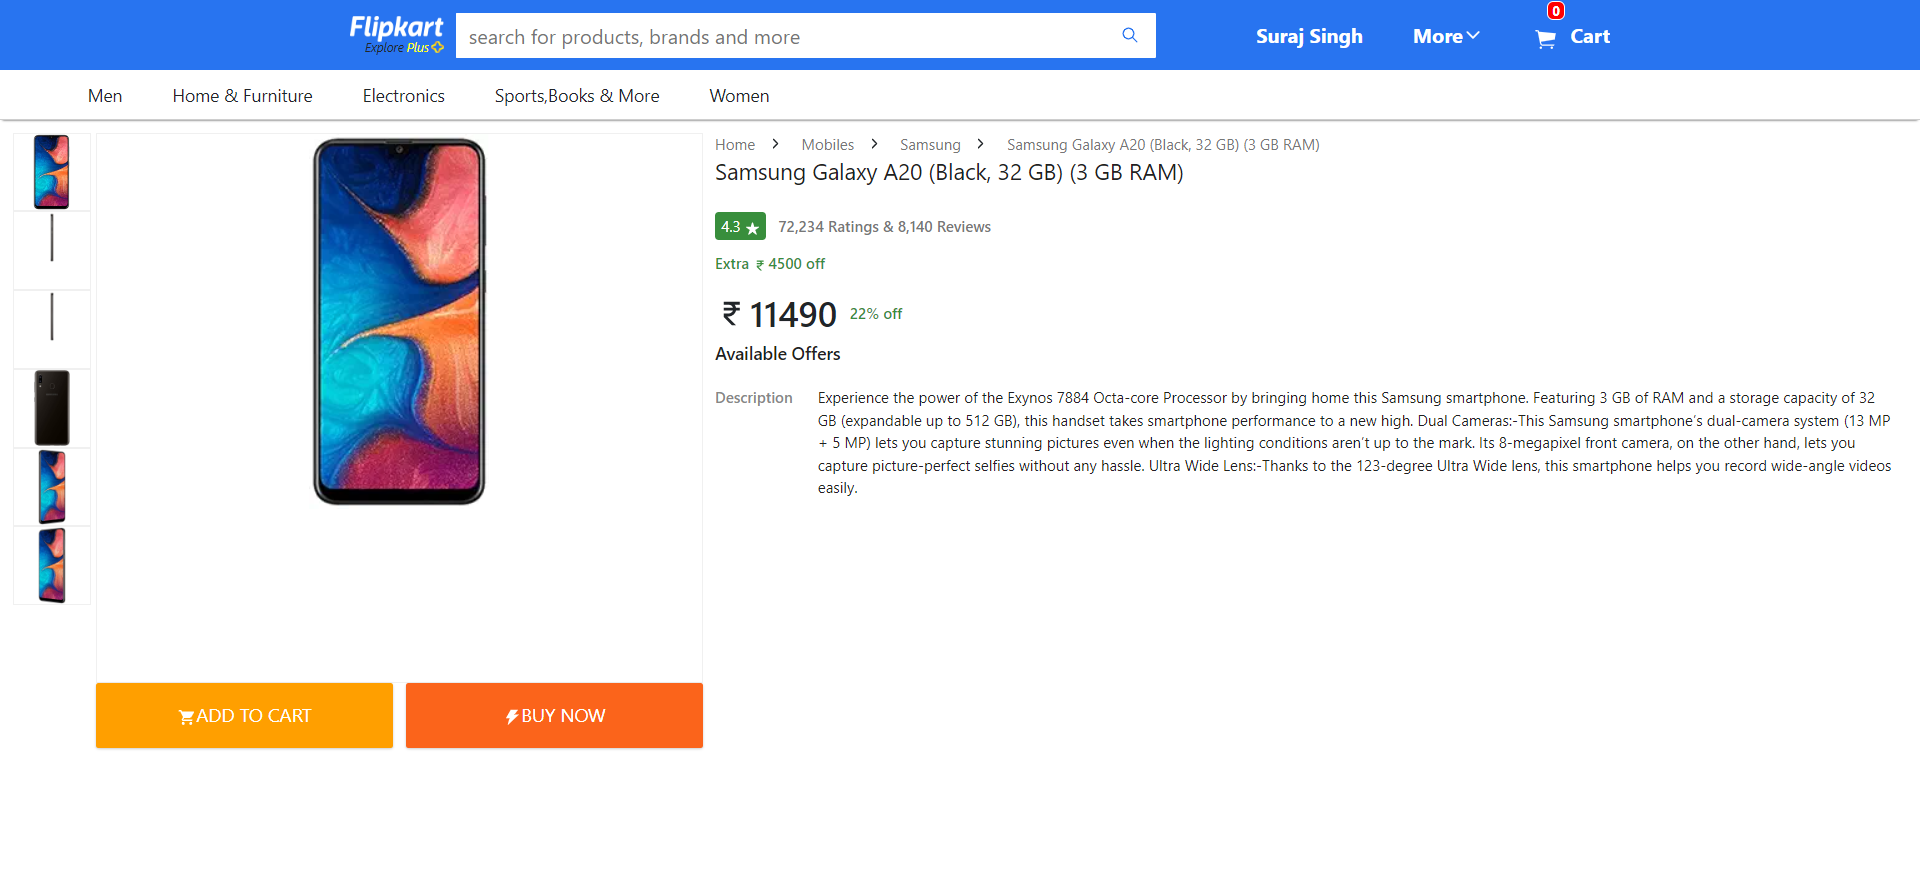 Flipkart
Explore Plus
search for products, brands and more
Suraj Singh
More
0
Cart
Men
Home & Furniture
Electronics
Sports,Books & More
Women
Home
Mobiles
Samsung
Samsung Galaxy A20 (Black, 32 GB) (3 GB RAM)
Samsung Galaxy A20 (Black, 32 GB) (3 GB RAM)
4.3 ★
72,234 Ratings & 8,140 Reviews
Extra ₹ 4500 off
₹ 11490 22% off
Available Offers
Description
Experience the power of the Exynos 7884 Octa-core Processor by bringing home this Samsung smartphone. Featuring 3 GB of RAM and a storage capacity of 32
GB (expandable up to 512 GB), this handset takes smartphone performance to a new high. Dual Cameras:-This Samsung smartphone’s dual-camera system (13 MP
+ 5 MP) lets you capture stunning pictures even when the lighting conditions aren’t up to the mark. Its 8-megapixel front camera, on the other hand, lets you
capture picture-perfect selfies without any hassle. Ultra Wide Lens:-Thanks to the 123-degree Ultra Wide lens, this smartphone helps you record wide-angle videos
easily.
ADD TO CART
BUY NOW